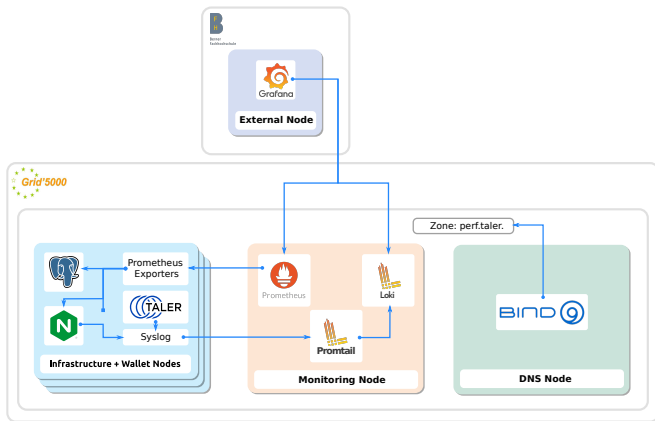 B F H
Berner
Fachhochschule
Grafana
External Node
Grid'5000
Zone: perf.taler.
Prometheus
Exporters
TALER
Syslog
Infrastructure + Wallet Nodes
Prometheus
Loki
Promtail
Monitoring Node
BIND 9
DNS Node